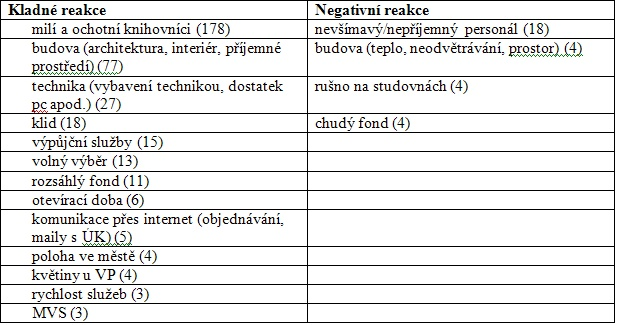 Kladné reakce
Negativní reakce
milí a ochotní knihovníci (178)
nevšímavý/nepříjemný personál (18)
budova (architektura, interiér, příjemné
prostředí) (77)
budova (teplo, neodvětrávání, prostor) (4)
technika (vybavení technikou, dostatek
pc apod.) (27)
rušno na studovnách (4)
klid (18)
chudý fond (4)
výpůjční služby (15)
volný výběr (13)
rozsáhlý fond (11)
otevírací doba (6)
komunikace přes internet (objednávání,
maily s ÚK) (5)
poloha ve městě (4)
květiny u VP (4)
rychlost služeb (3)
MVS (3)